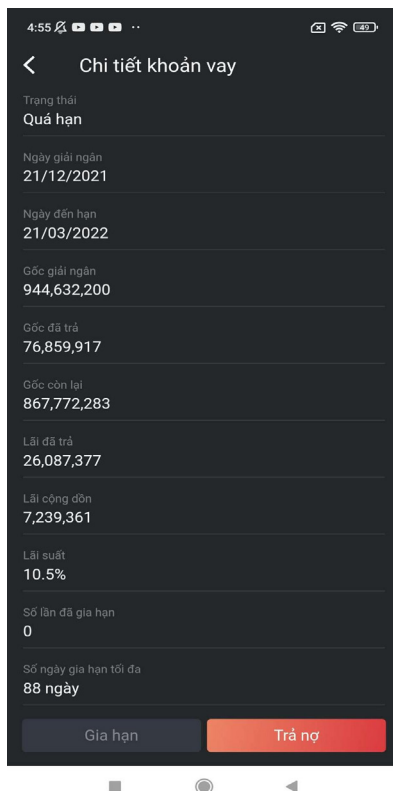 4:55
49
Chi tiết khoản vay
Trạng thái
Quá hạn
Ngày giải ngân
21/12/2021
Ngày đến hạn
21/03/2022
Gốc giải ngân
944,632,200
Gốc đã trả
76,859,917
Gốc còn lại
867,772,283
Lãi đã trả
26,087,377
Lãi cộng dồn
7,239,361
Lãi suất
10.5%
Số lần đã gia hạn
0
Số ngày gia hạn tối đa
88 ngày
Gia hạn
Trả nợ